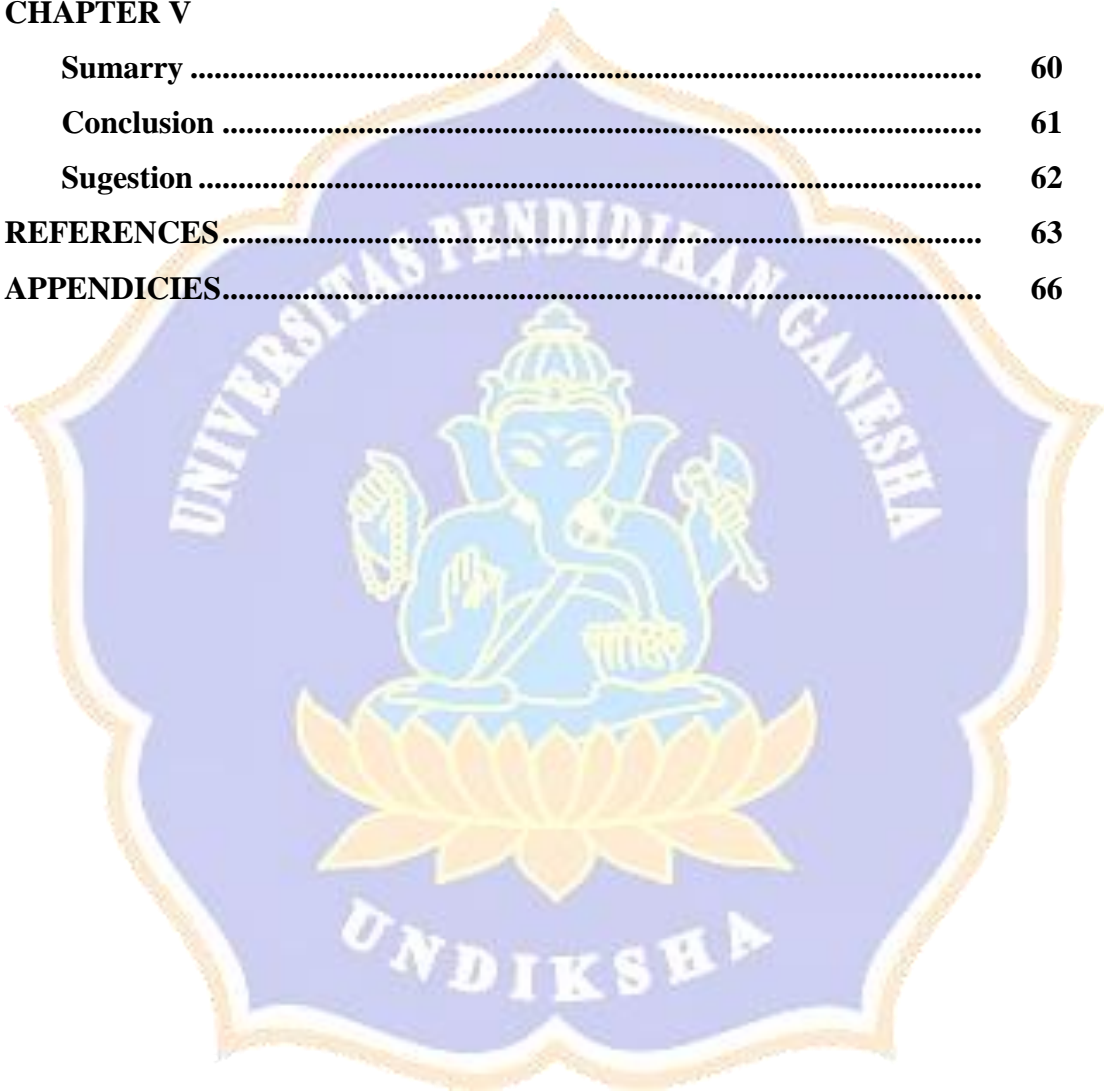 CHAPTER V
Sumarry ................................................................................................... 60
Conclusion ............................................................................................... 61
Sugestion .................................................................................................. 62
REFERENCES ............................................................................................... 63
APPENDICIES ............................................................................................... 66
UNIVERSITAS PENDIDIKAN GANESHA
UNDIKSHA